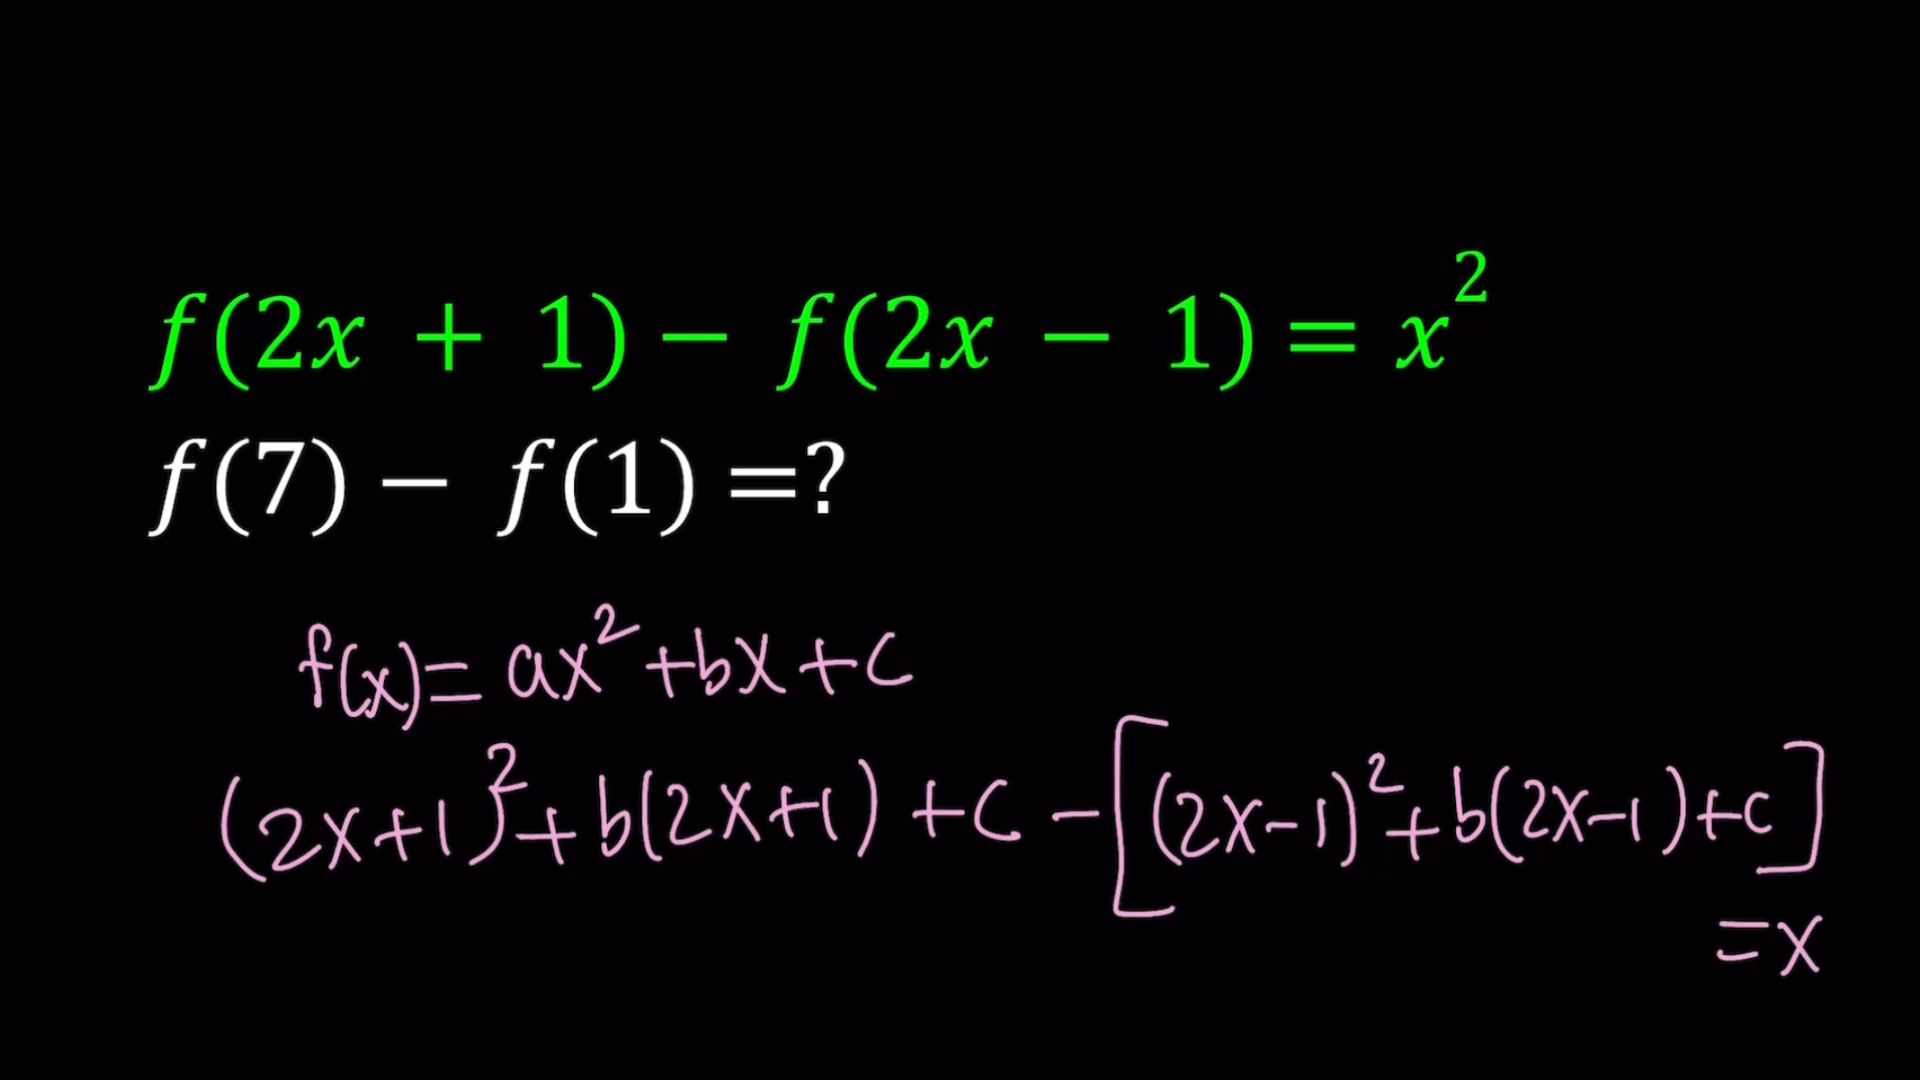 f(2x + 1) − f(2x − 1) = x²
f(7) − f(1) =?
f(x)= ax² +bx +c
(2x+1)²+ b(2x+1) +c −[(2x−1)²+b(2x−1)+c]
=x